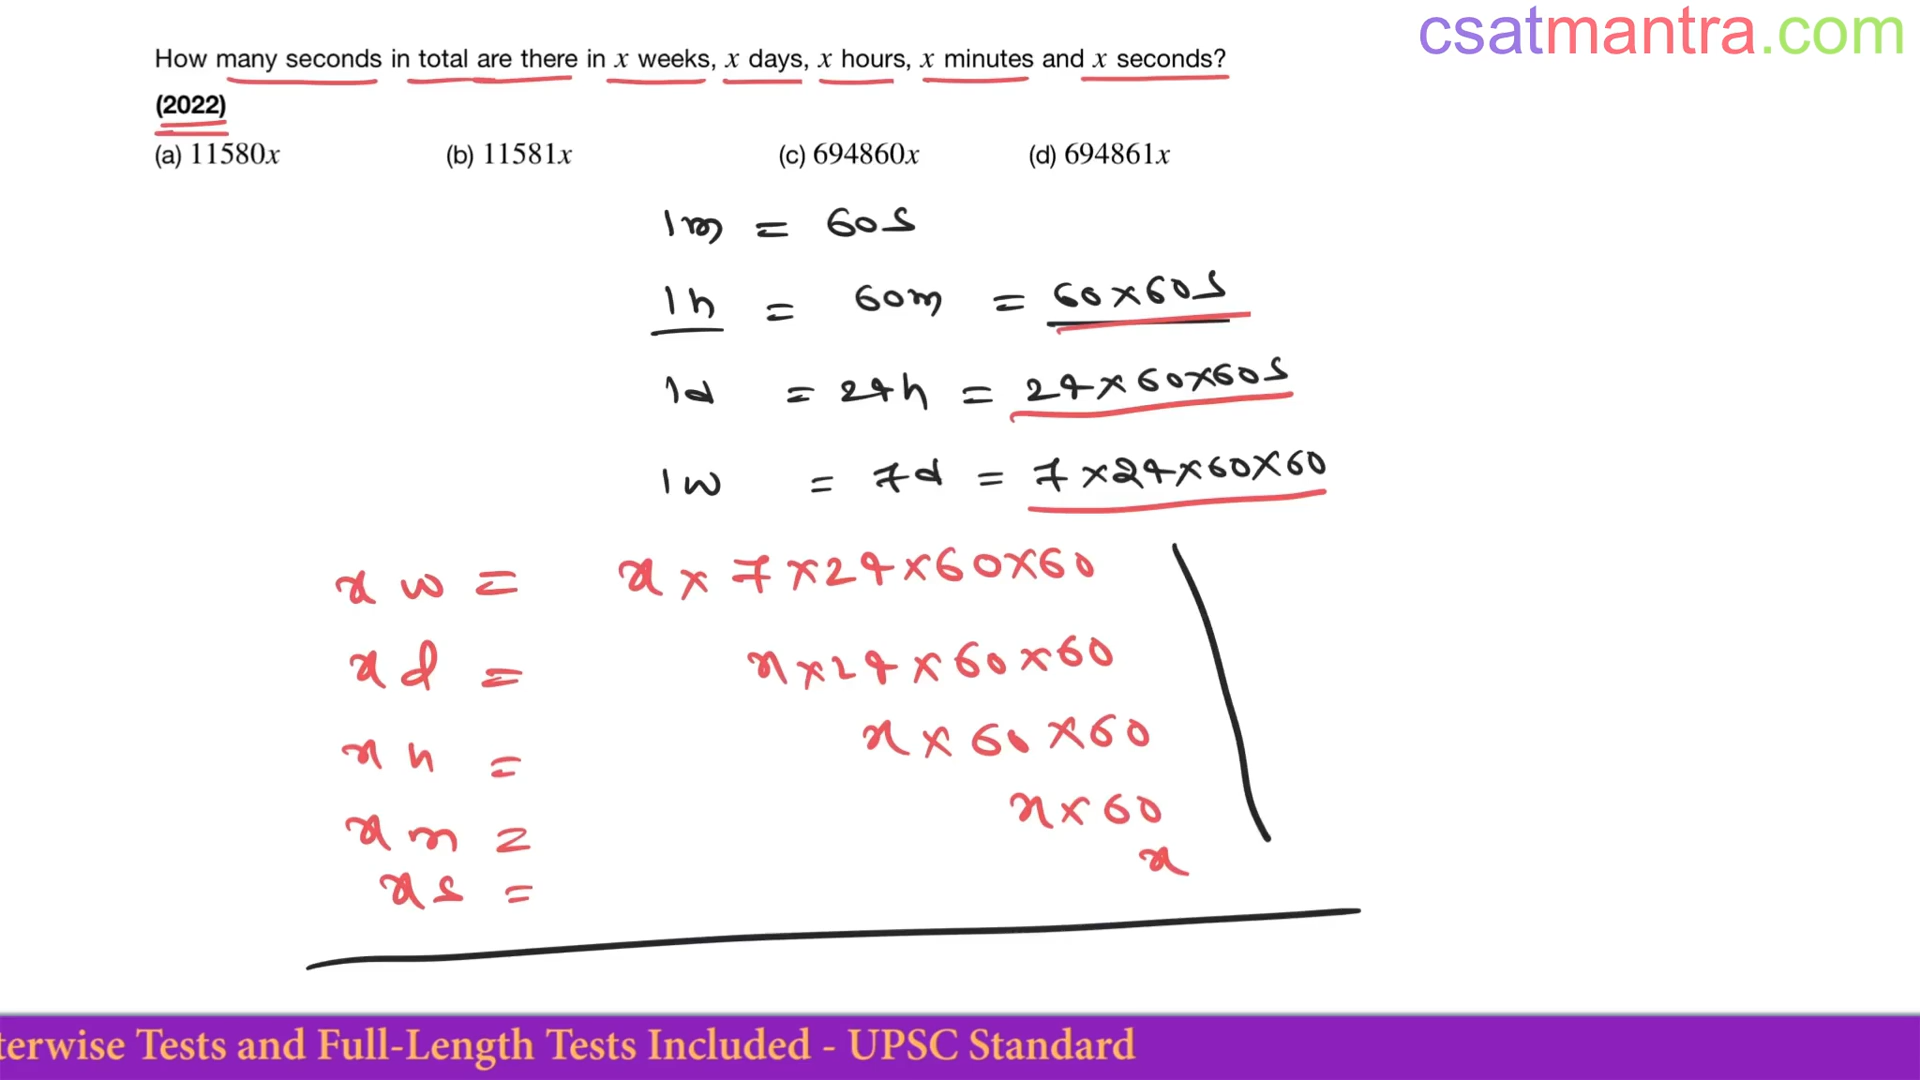 csatmantra.com
How many seconds in total are there in x weeks, x days, x hours, x minutes and x seconds?
(2022)
(a) 11580x (b) 11581x (c) 694860x (d) 694861x
1m = 60s
1h = 60m = 60×60s
1d = 24h = 24×60×60s
1w = 7d = 7×24×60×60
x w = x × 7×24×60×60
x d = x×24×60×60
x h = x×60×60
x m = x×60
x s = x
terwise Tests and Full-Length Tests Included - UPSC Standard